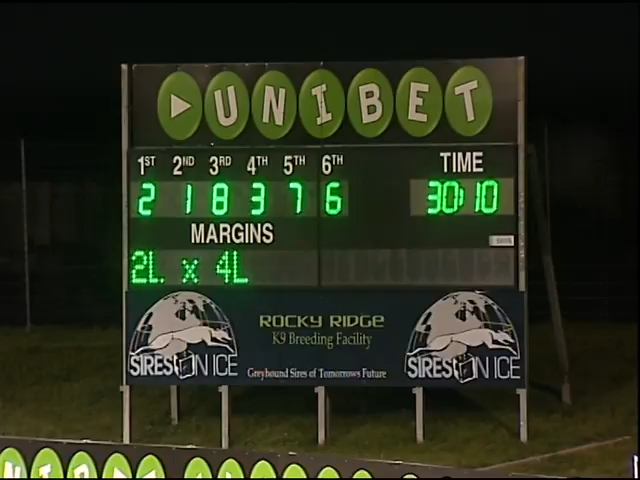 UNIBET
1ST 2ND 3RD 4TH 5TH 6TH TIME
2 1 8 3 7 6 30:10
MARGINS
2L. x 4L
ROCKY RIDGE
K9 Breeding Facility
SIRES ON ICE
SIRES ON ICE
Greyhound Sires of Tomorrows Future